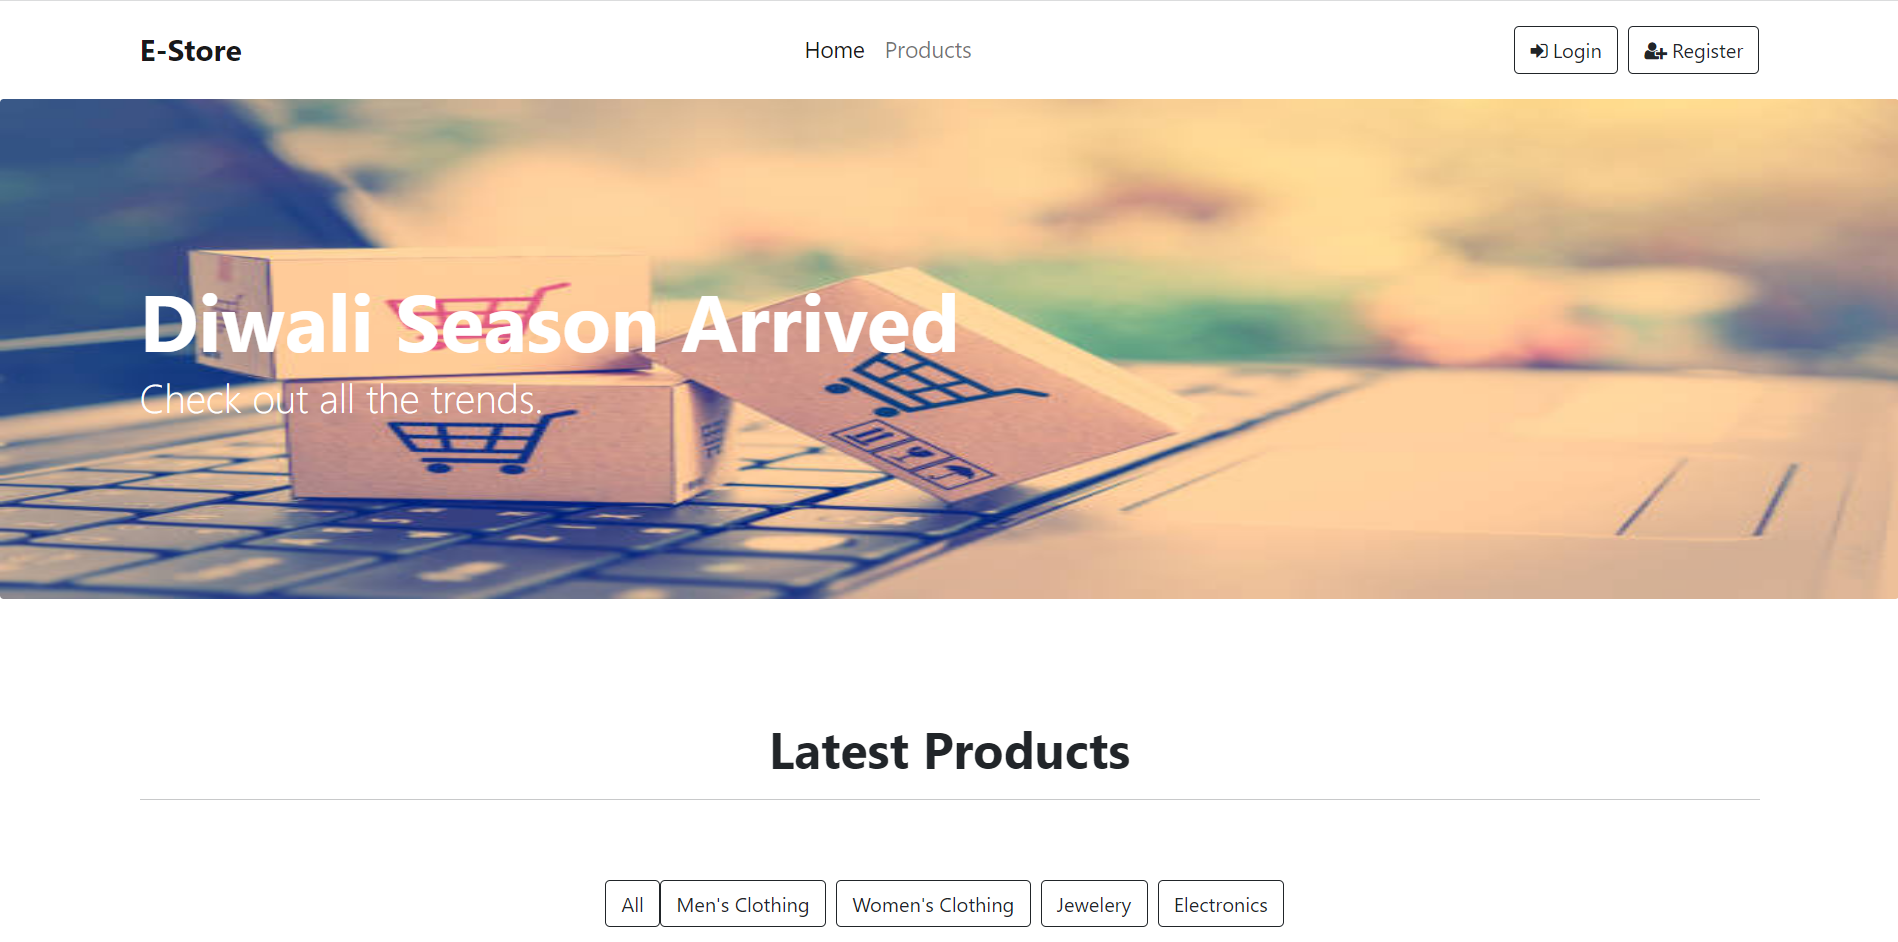 E-Store Home Products Login Register
Diwali Season Arrived
Check out all the trends.
Latest Products
All Men's Clothing Women's Clothing Jewelery Electronics